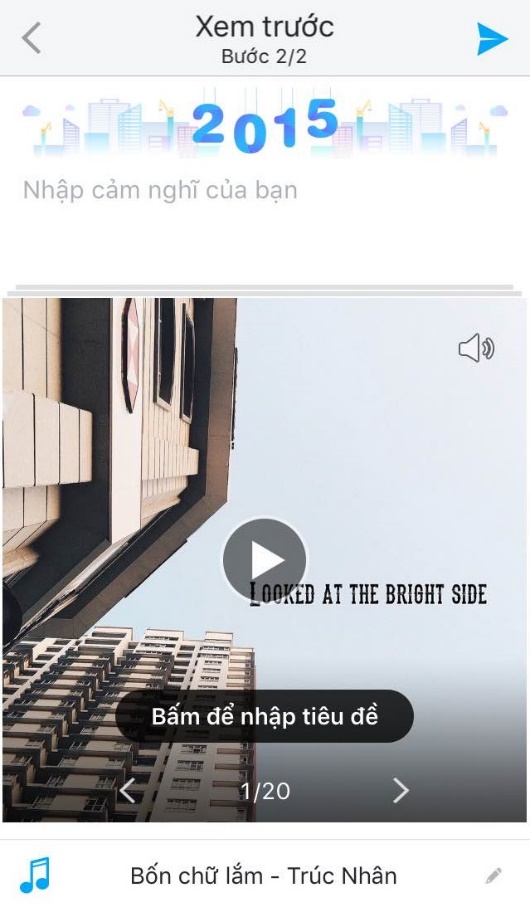 Xem trước
Bước 2/2
2015
Nhập cảm nghĩ của bạn
LOOKED AT THE BRIGHT SIDE
Bấm để nhập tiêu đề
1/20
Bốn chữ lắm - Trúc Nhân